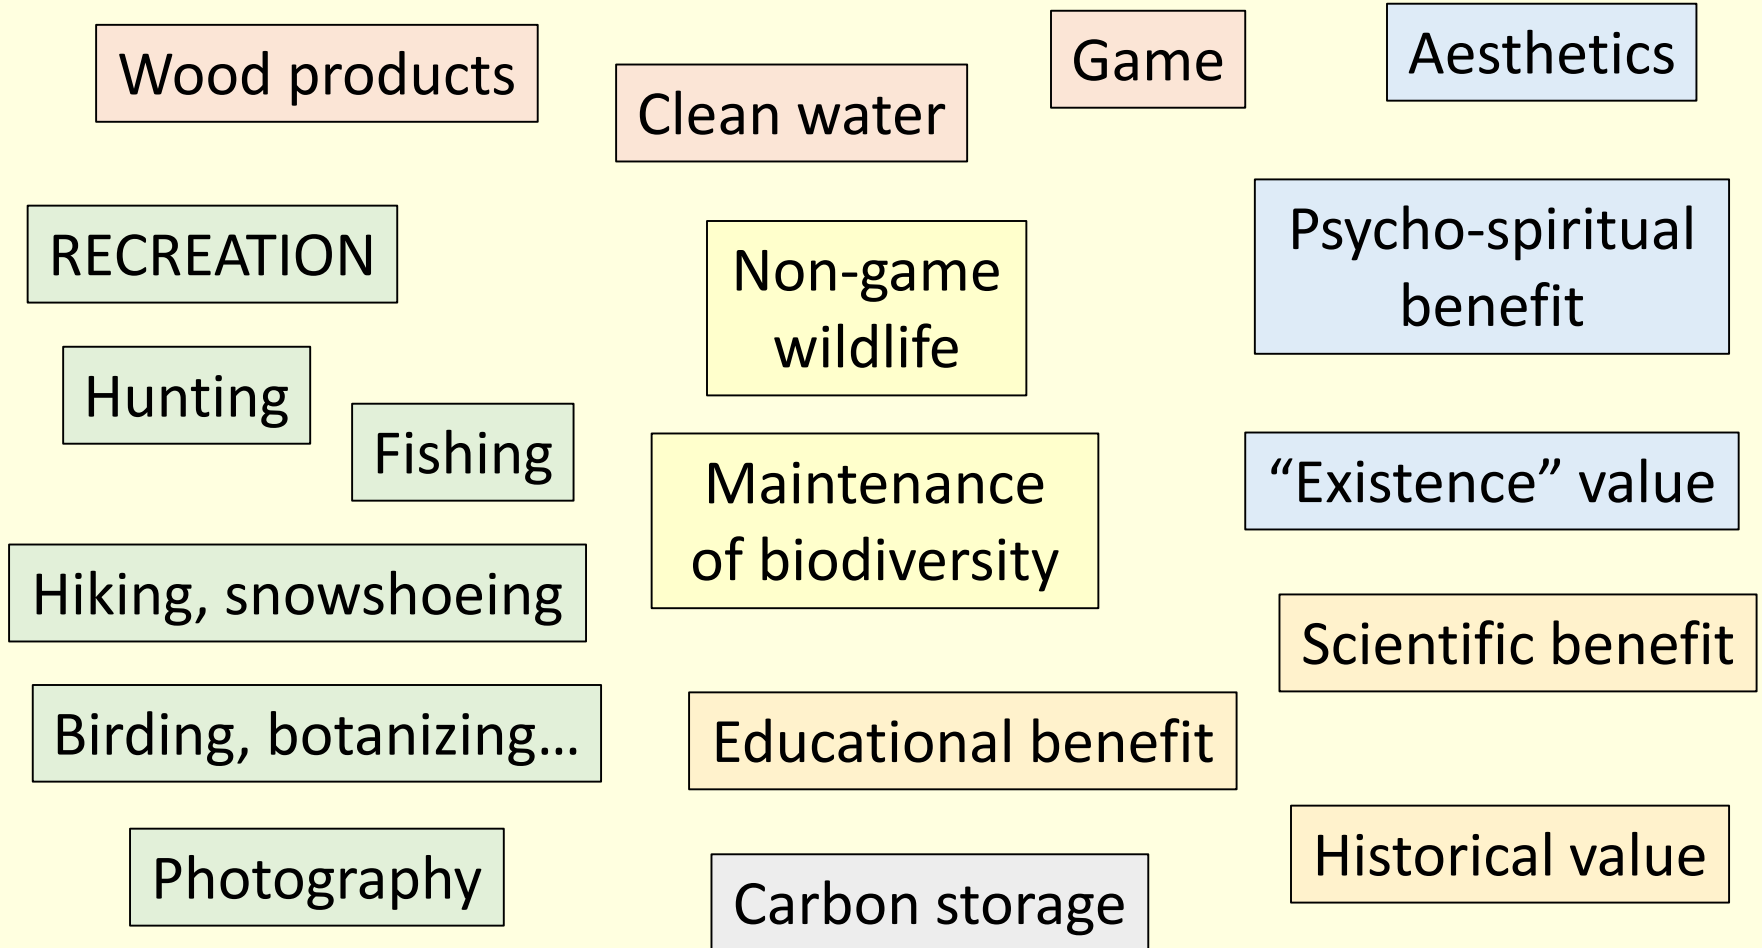 Wood products
Clean water
Game
Aesthetics
RECREATION
Hunting
Fishing
Hiking, snowshoeing
Birding, botanizing…
Photography
Non-game
wildlife
Maintenance
of biodiversity
Educational benefit
Carbon storage
Psycho-spiritual
benefit
“Existence” value
Scientific benefit
Historical value